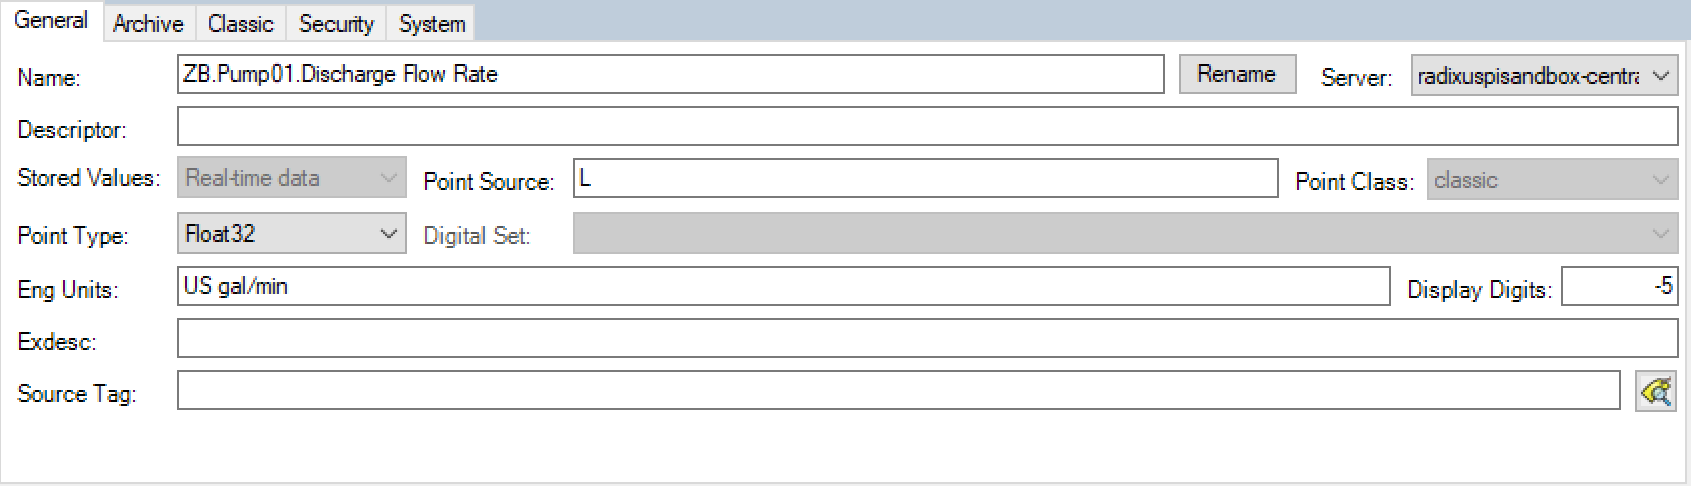 General Archive Classic Security System
Name: ZB.Pump01.Discharge Flow Rate Rename Server: radixuspisandbox-centra
Descriptor:
Stored Values: Real-time data Point Source: L Point Class: classic
Point Type: Float32 Digital Set:
Eng Units: US gal/min Display Digits: -5
Exdesc:
Source Tag: